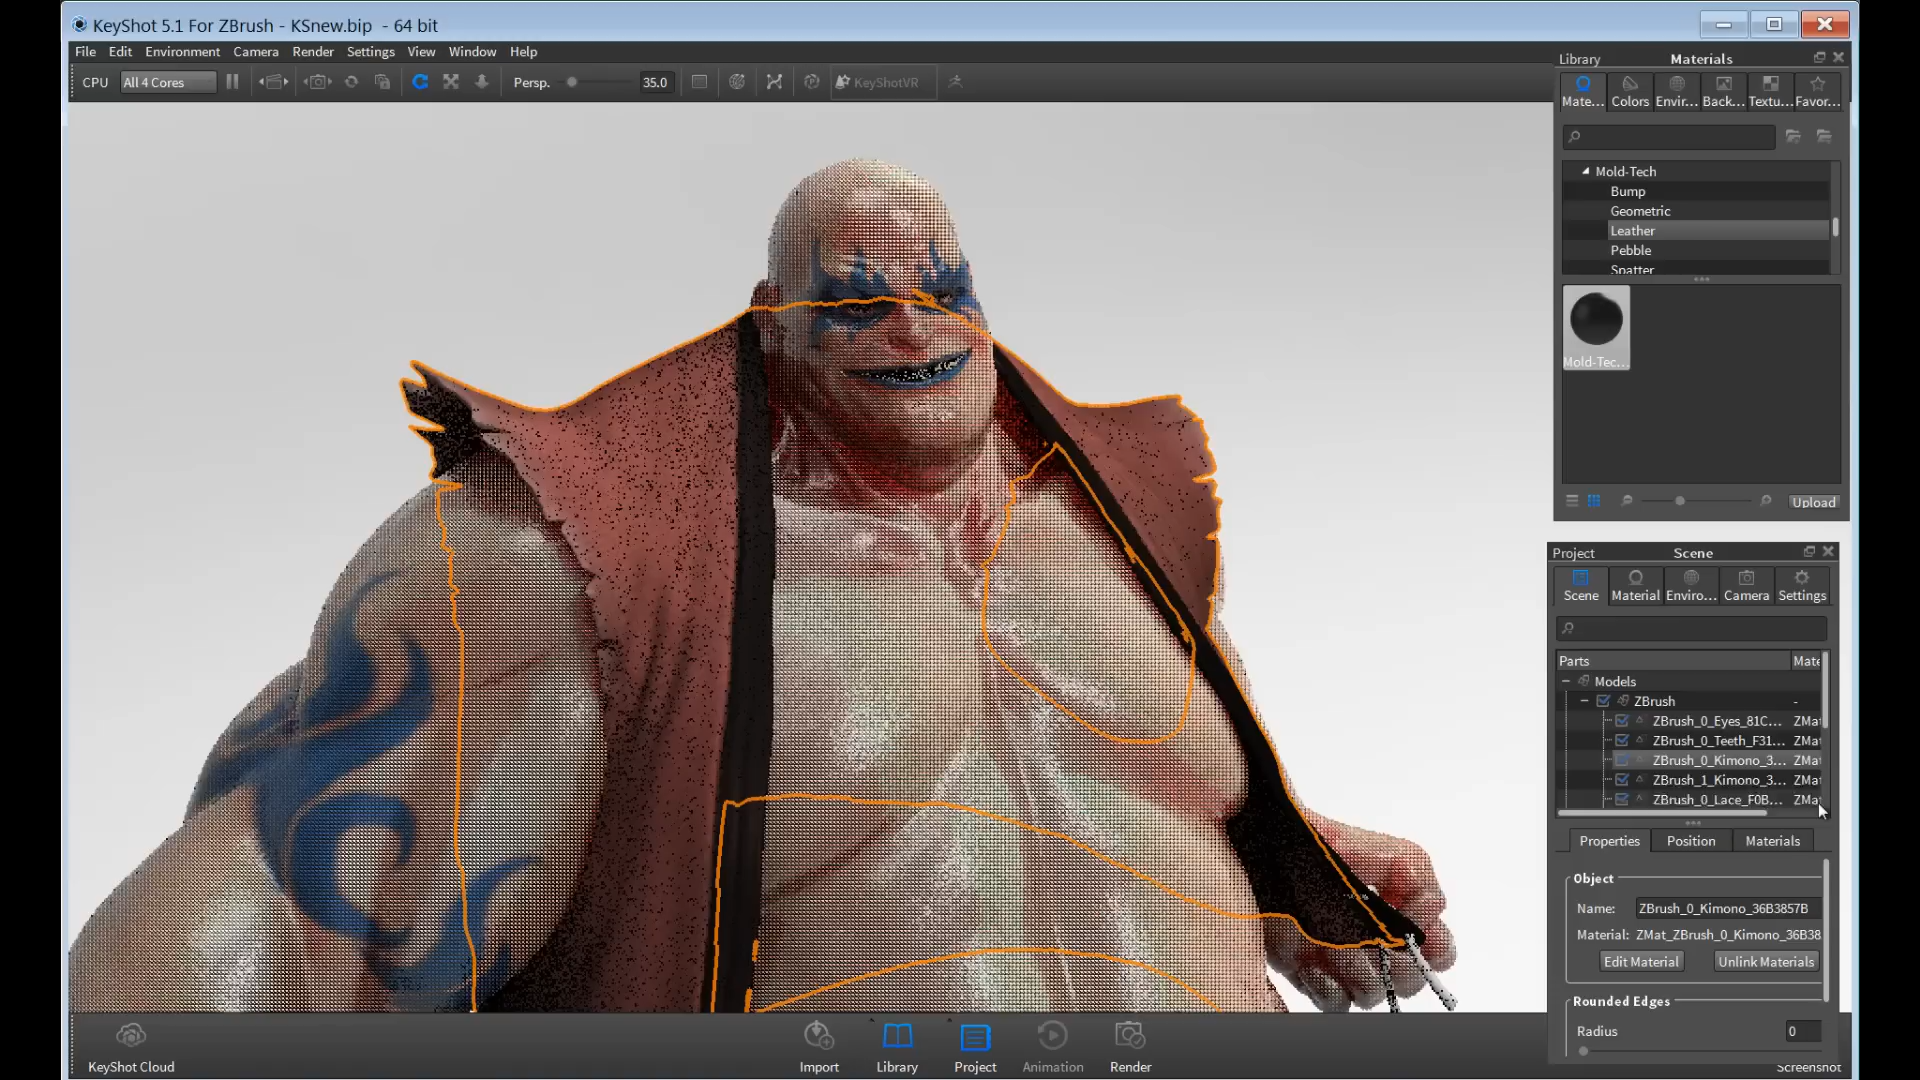 KeyShot 5.1 For ZBrush - KSnew.bip - 64 bit
File Edit Environment Camera Render Settings View Window Help
CPU All 4 Cores Persp. 35.0 KeyShotVR
Library Materials
Mate... Colors Envir... Back... Textu... Favor...
Mold-Tech
Bump
Geometric
Leather
Pebble
Spatter
Mold-Tec...
Upload
Project Scene
Scene Material Enviro... Camera Settings
Parts Mate
Models
ZBrush -
ZBrush_0_Eyes_81C... ZMat
ZBrush_0_Teeth_F31... ZMat
ZBrush_0_Kimono_3... ZMat
ZBrush_1_Kimono_3... ZMat
ZBrush_0_Lace_F0B... ZMat
Properties Position Materials
Object
Name: ZBrush_0_Kimono_36B3857B
Material: ZMat_ZBrush_0_Kimono_36B38
Edit Material Unlink Materials
Rounded Edges
Radius 0
KeyShot Cloud Import Library Project Animation Render Screenshot